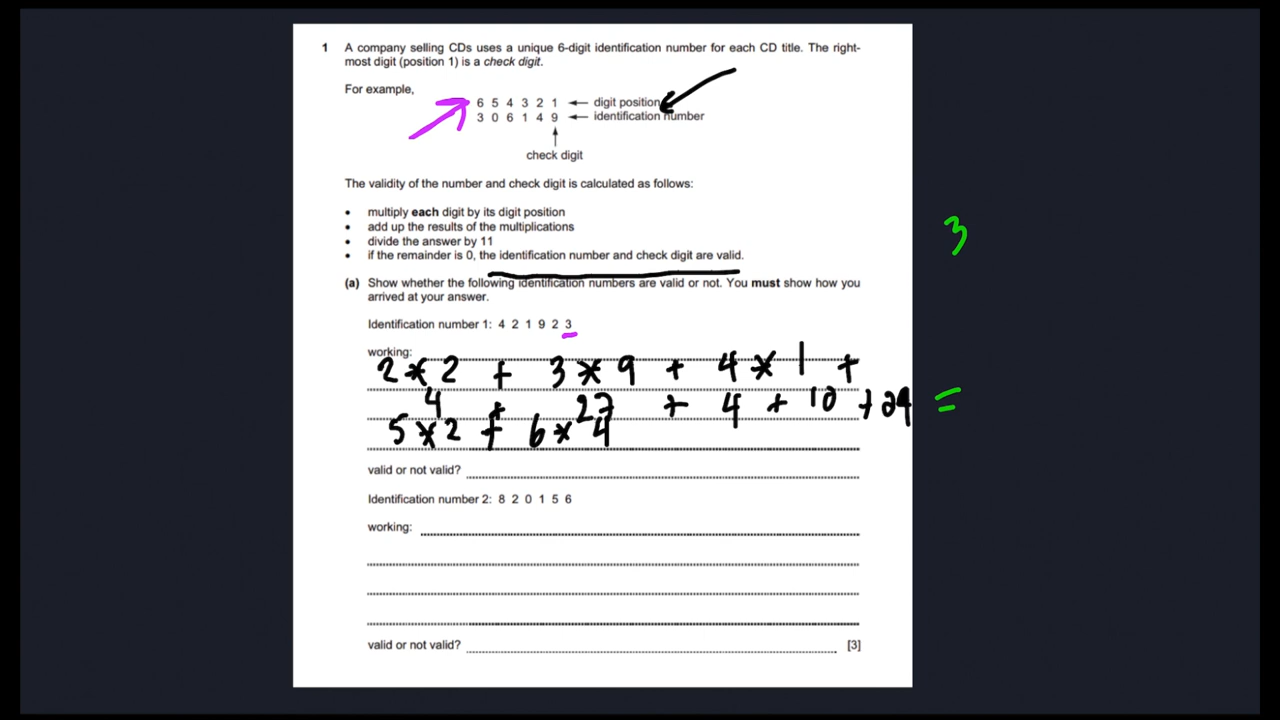 1 A company selling CDs uses a unique 6-digit identification number for each CD title. The right-
most digit (position 1) is a check digit.
For example,
6 5 4 3 2 1 ← digit position
3 0 6 1 4 9 ← identification number
check digit
The validity of the number and check digit is calculated as follows:
• multiply each digit by its digit position
• add up the results of the multiplications
• divide the answer by 11
• if the remainder is 0, the identification number and check digit are valid.
3
(a) Show whether the following identification numbers are valid or not. You must show how you
arrived at your answer.
Identification number 1: 4 2 1 9 2 3
working:
2 * 2 + 3 * 9 + 4 * 1 +
4 + 27 + 4 + 10 + 24 =
5 * 2 + 6 * 4
valid or not valid?
Identification number 2: 8 2 0 1 5 6
working:
valid or not valid? [3]